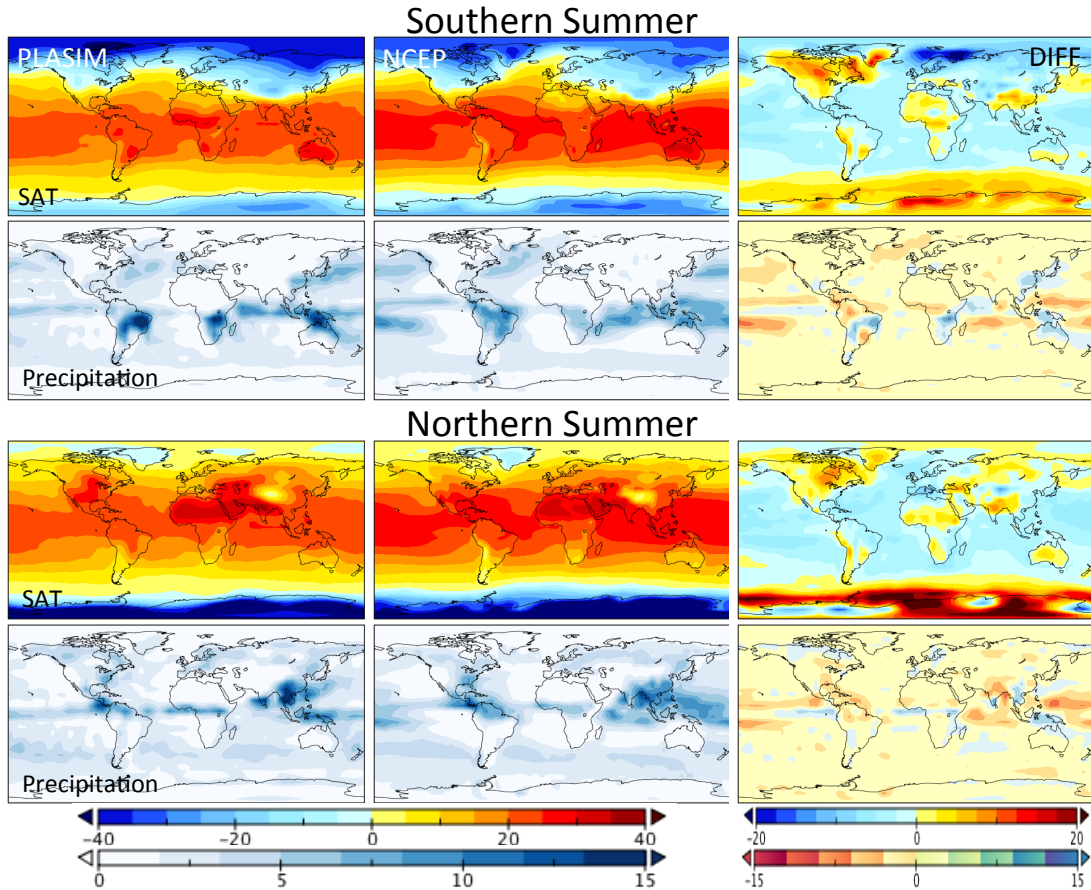 Southern Summer
PLASIM
NCEP
DIFF
SAT
Precipitation
Northern Summer
SAT
Precipitation
−40 −20 0 20 40
0 5 10 15
−20 0 20
-15 0 15